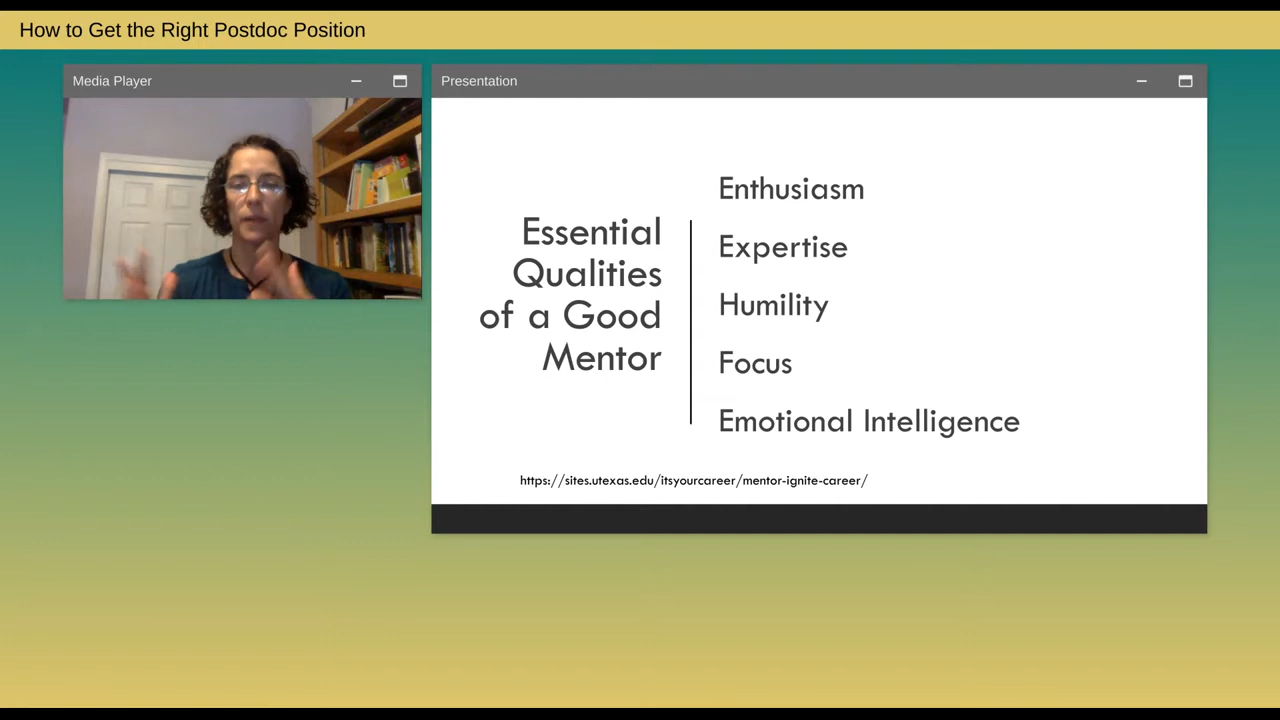 How to Get the Right Postdoc Position
Media Player
Presentation
Essential
Qualities
of a Good
Mentor
Enthusiasm
Expertise
Humility
Focus
Emotional Intelligence
https://sites.utexas.edu/itsyourcareer/mentor-ignite-career/